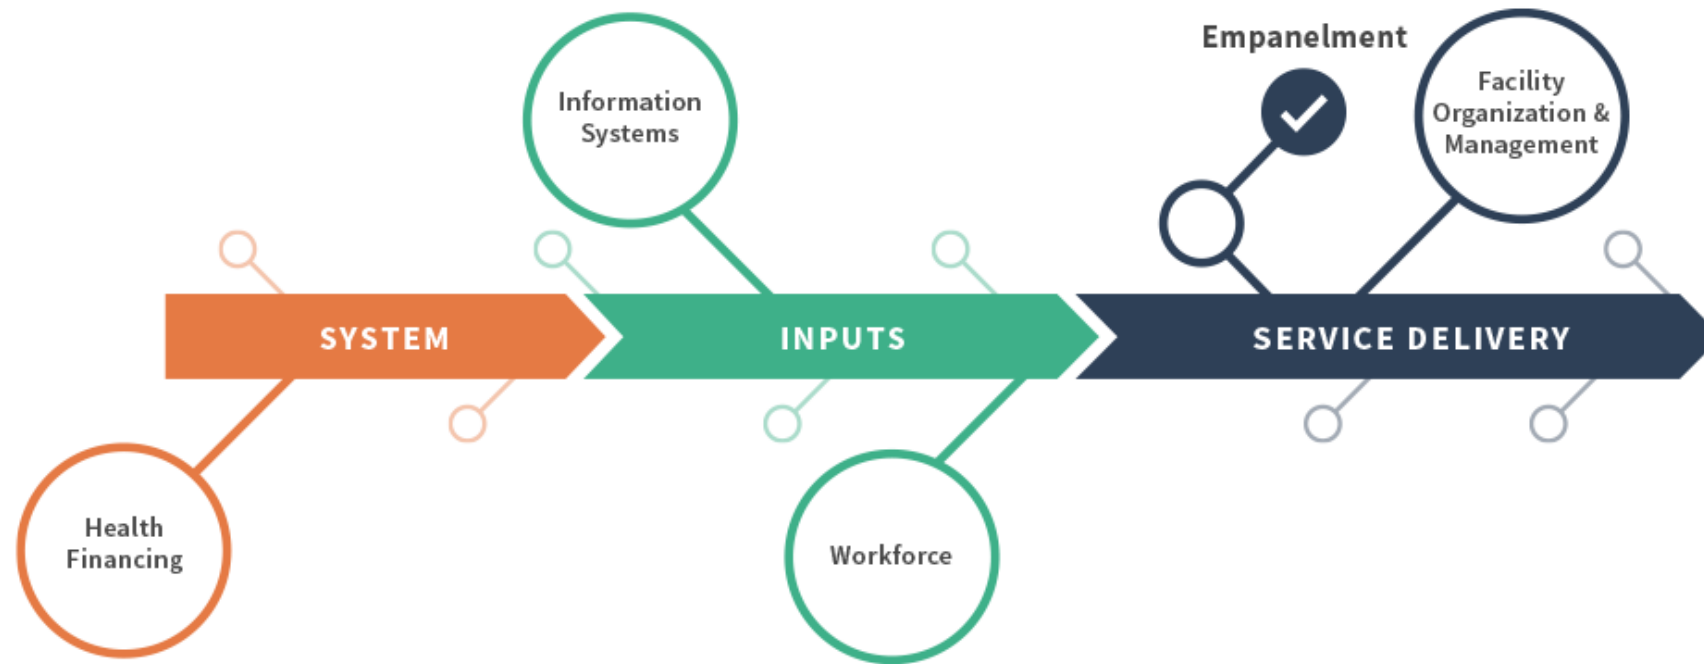 Empanelment
Information
Systems
Facility
Organization &
Management
SYSTEM
INPUTS
SERVICE DELIVERY
Health
Financing
Workforce